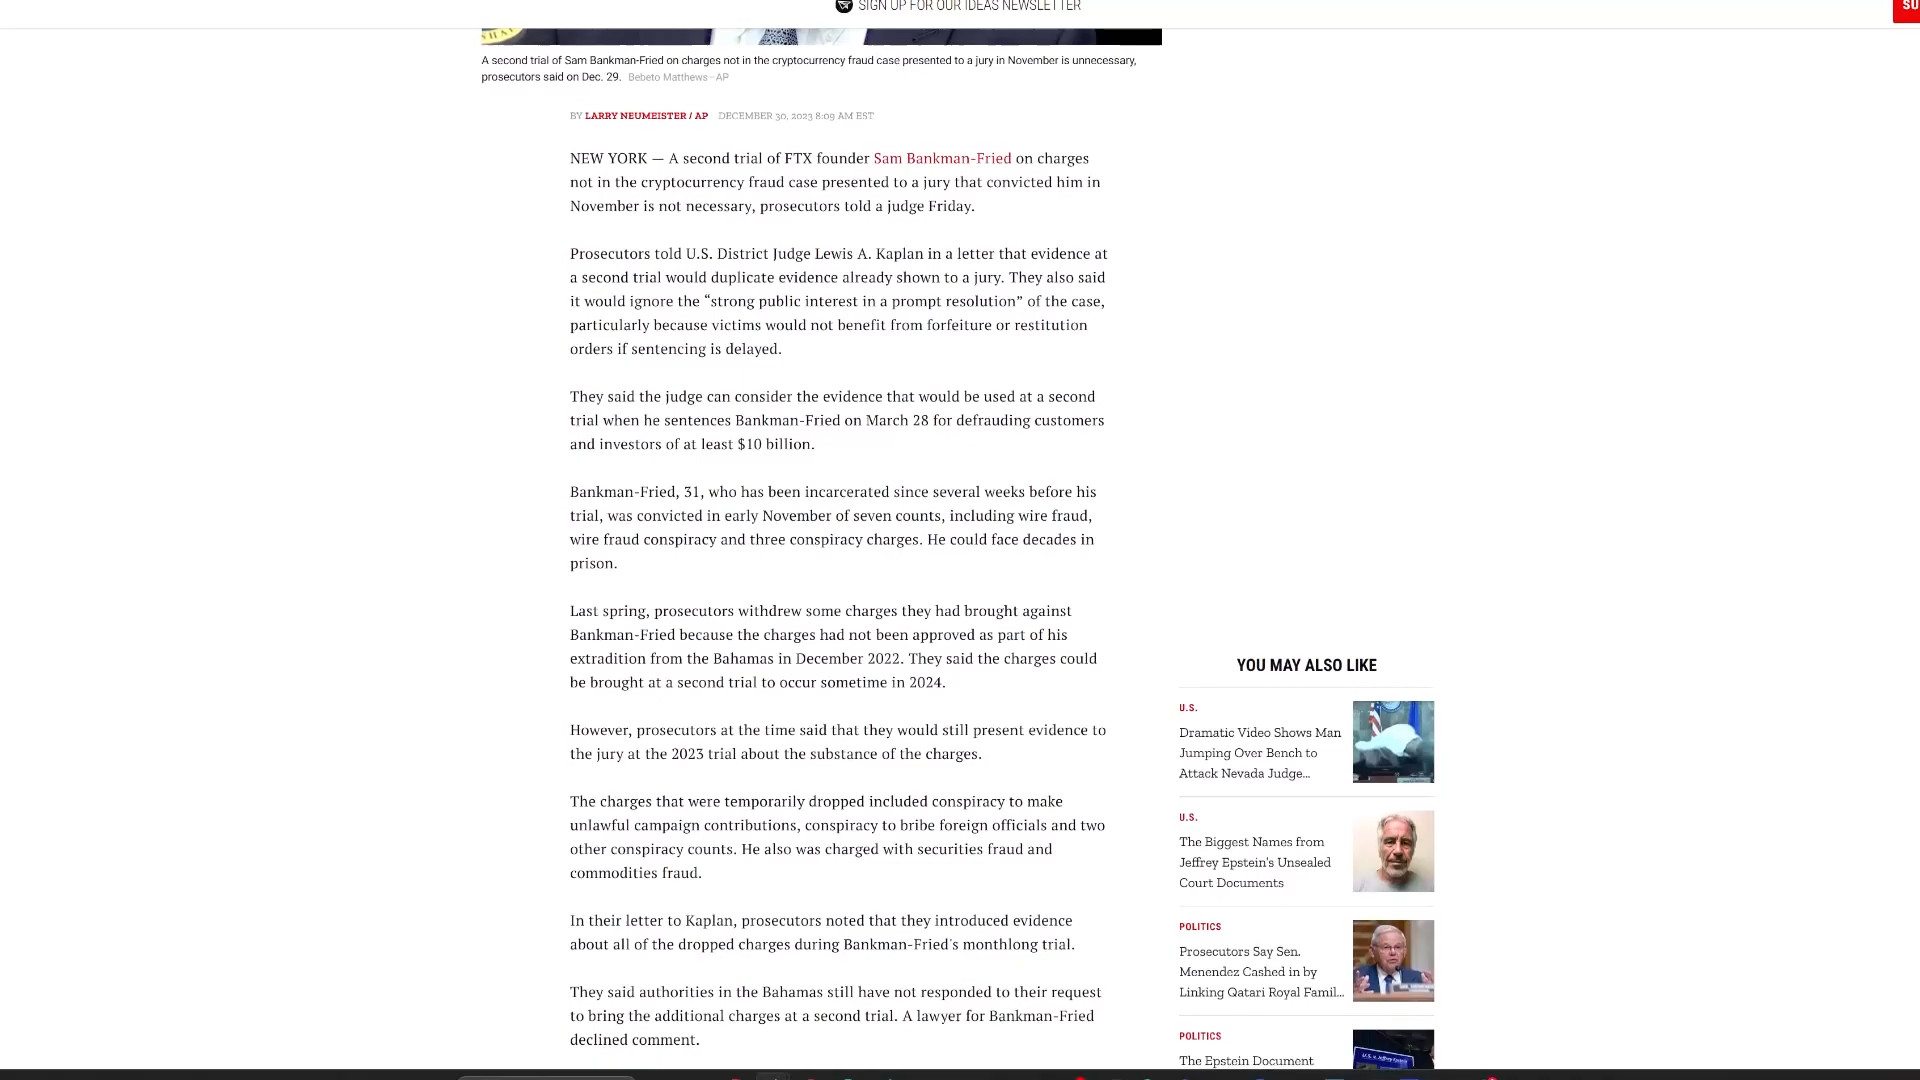 SIGN UP FOR OUR IDEAS NEWSLETTER
SU
A second trial of Sam Bankman-Fried on charges not in the cryptocurrency fraud case presented to a jury in November is unnecessary,
prosecutors said on Dec. 29. Bebeto Matthews—AP
BY LARRY NEUMEISTER / AP DECEMBER 30, 2023 8:09 AM EST
NEW YORK — A second trial of FTX founder Sam Bankman-Fried on charges
not in the cryptocurrency fraud case presented to a jury that convicted him in
November is not necessary, prosecutors told a judge Friday.
Prosecutors told U.S. District Judge Lewis A. Kaplan in a letter that evidence at
a second trial would duplicate evidence already shown to a jury. They also said
it would ignore the “strong public interest in a prompt resolution” of the case,
particularly because victims would not benefit from forfeiture or restitution
orders if sentencing is delayed.
They said the judge can consider the evidence that would be used at a second
trial when he sentences Bankman-Fried on March 28 for defrauding customers
and investors of at least $10 billion.
Bankman-Fried, 31, who has been incarcerated since several weeks before his
trial, was convicted in early November of seven counts, including wire fraud,
wire fraud conspiracy and three conspiracy charges. He could face decades in
prison.
Last spring, prosecutors withdrew some charges they had brought against
Bankman-Fried because the charges had not been approved as part of his
extradition from the Bahamas in December 2022. They said the charges could
be brought at a second trial to occur sometime in 2024.
However, prosecutors at the time said that they would still present evidence to
the jury at the 2023 trial about the substance of the charges.
The charges that were temporarily dropped included conspiracy to make
unlawful campaign contributions, conspiracy to bribe foreign officials and two
other conspiracy counts. He also was charged with securities fraud and
commodities fraud.
In their letter to Kaplan, prosecutors noted that they introduced evidence
about all of the dropped charges during Bankman-Fried's monthlong trial.
They said authorities in the Bahamas still have not responded to their request
to bring the additional charges at a second trial. A lawyer for Bankman-Fried
declined comment.
YOU MAY ALSO LIKE
U.S.
Dramatic Video Shows Man
Jumping Over Bench to
Attack Nevada Judge...
U.S.
The Biggest Names from
Jeffrey Epstein's Unsealed
Court Documents
POLITICS
Prosecutors Say Sen.
Menendez Cashed in by
Linking Qatari Royal Famil...
POLITICS
The Epstein Document